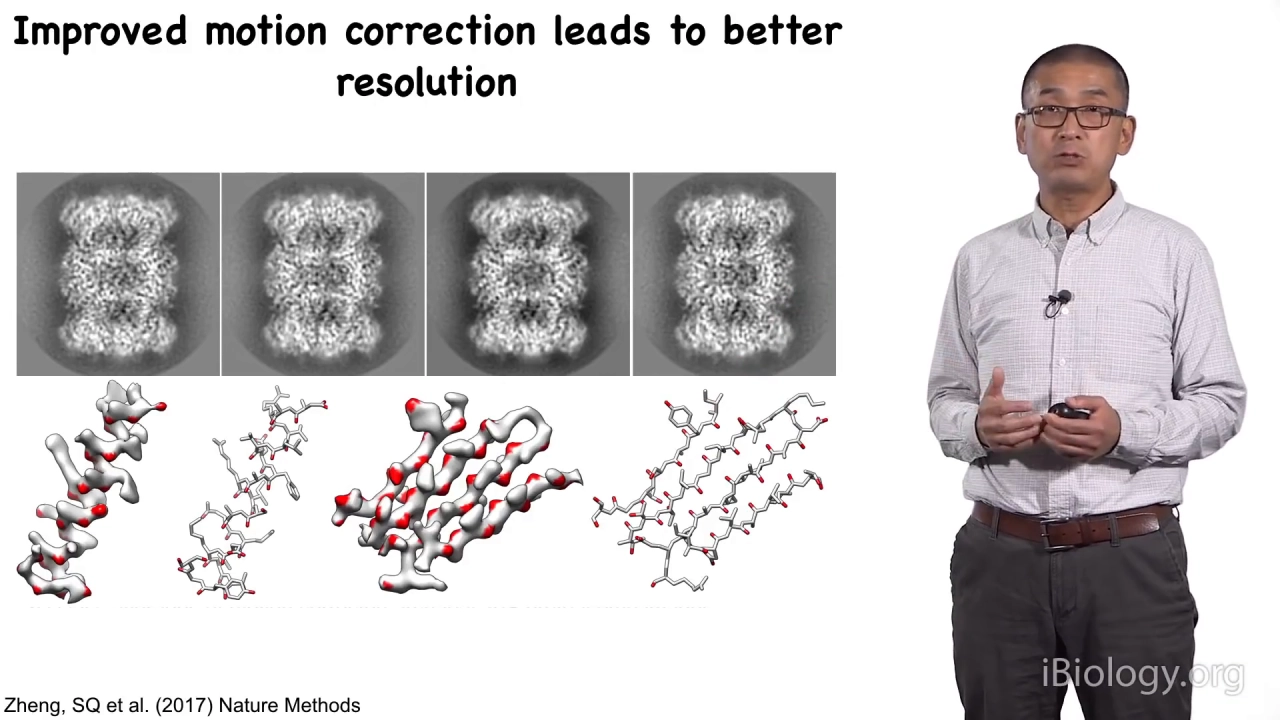 Improved motion correction leads to better
resolution
iBiology.org
Zheng, SQ et al. (2017) Nature Methods